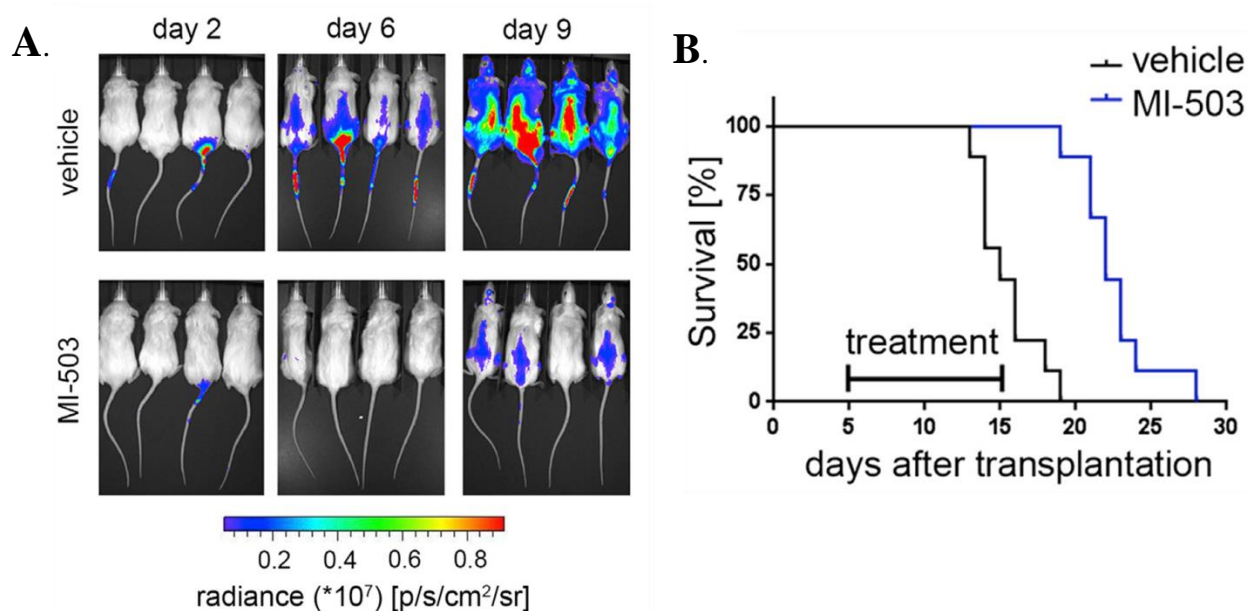 A.
day 2 day 6 day 9
vehicle
MI-503
0.2 0.4 0.6 0.8
radiance (*10⁷) [p/s/cm²/sr]
B.
vehicle
MI-503
Survival [%]
100
75
50
25
0
treatment
0 5 10 15 20 25 30
days after transplantation